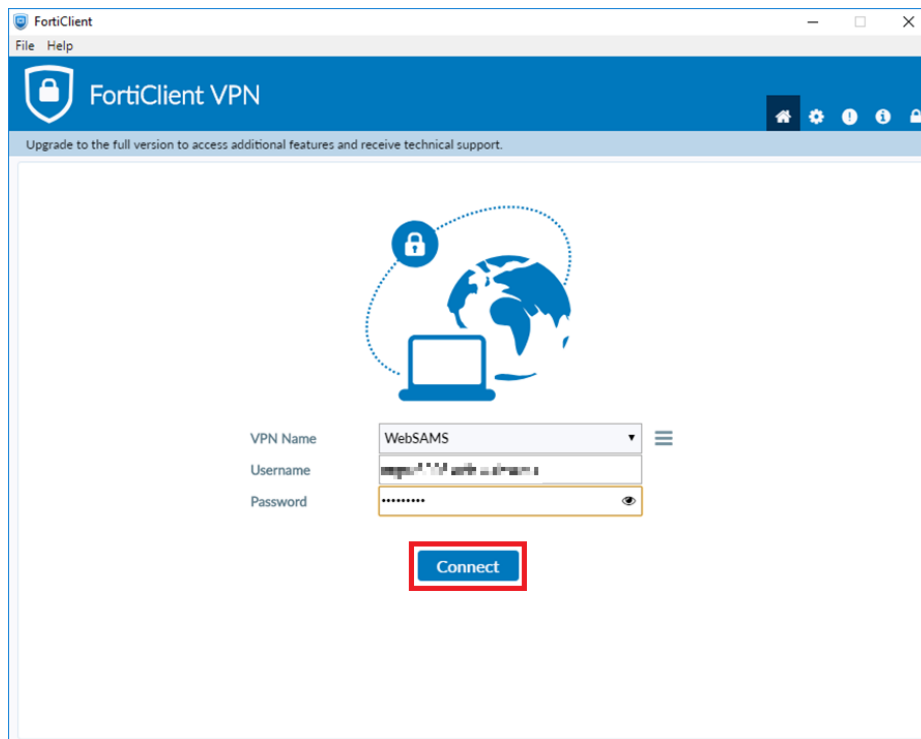 FortiClient
File Help
FortiClient VPN
Upgrade to the full version to access additional features and receive technical support.
VPN Name WebSAMS
Username
Password •••••••••
Connect